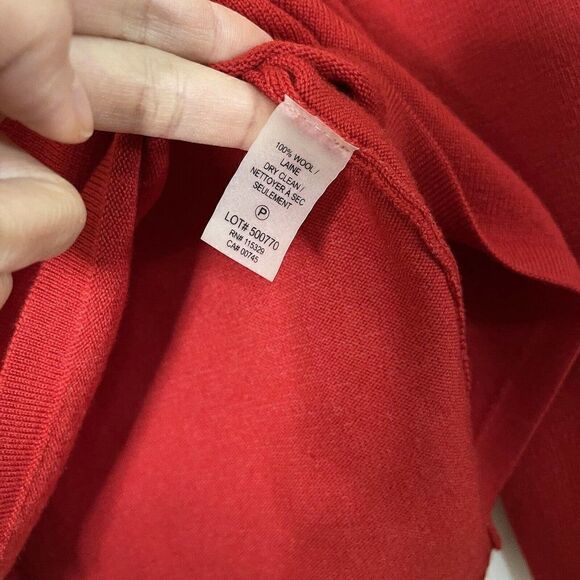 100% WOOL /
LAINE
DRY CLEAN /
NETTOYER À SEC
SEULEMENT
P
LOT# 500770
RN# 115329
CA# 00745